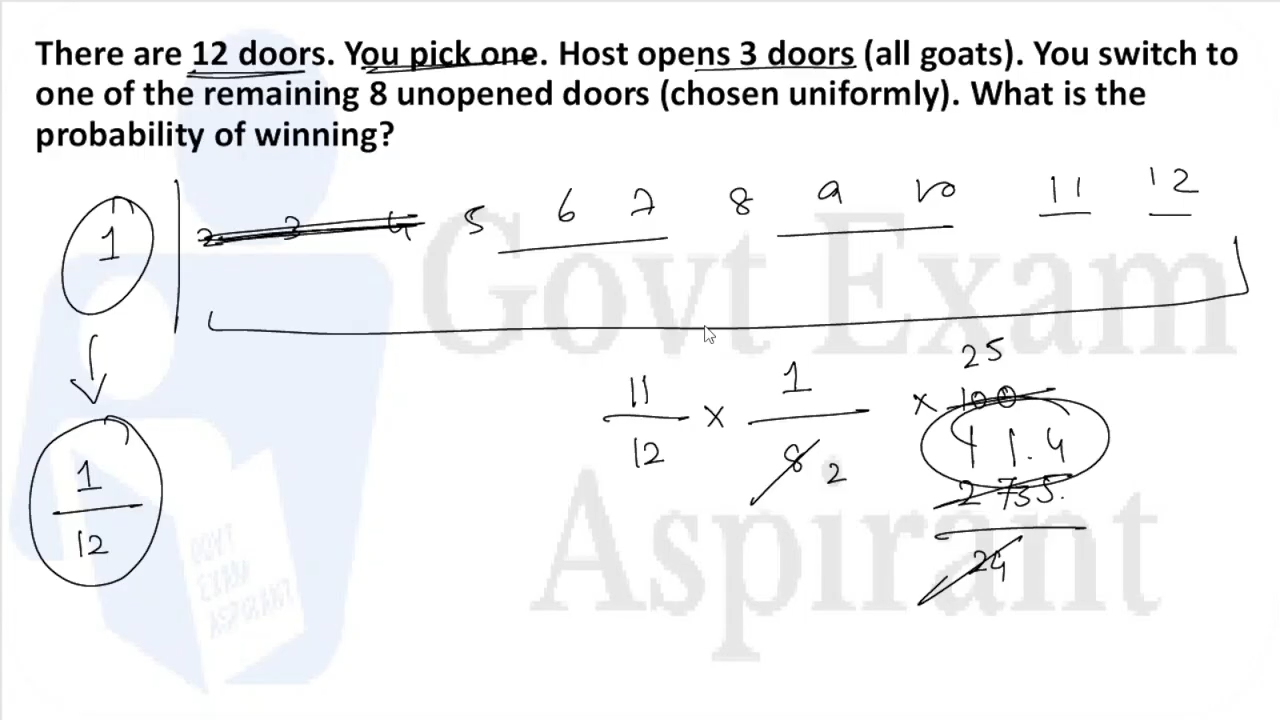 There are 12 doors. You pick one. Host opens 3 doors (all goats). You switch to
one of the remaining 8 unopened doors (chosen uniformly). What is the
probability of winning?
1 2 3 4 5 6 7 8 9 10 11 12
1
12
11
12
×
1
8 2
25
× 100
11.4
24
Govt Exam
Aspirant
GOVT
EXAM
ASPIRANT